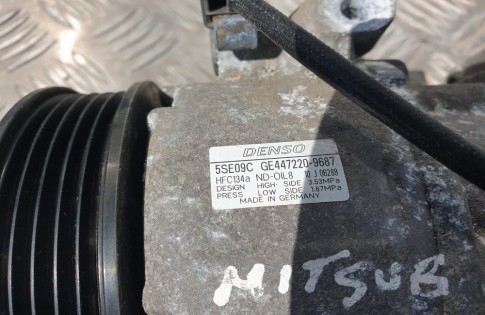 DENSO
5SE09C GE447220-9687
HFC134a ND-OIL8 10 J 06288
DESIGN HIGH SIDE 3.53MPa
PRESS LOW SIDE 1.67MPa
MADE IN GERMANY
MITSUB